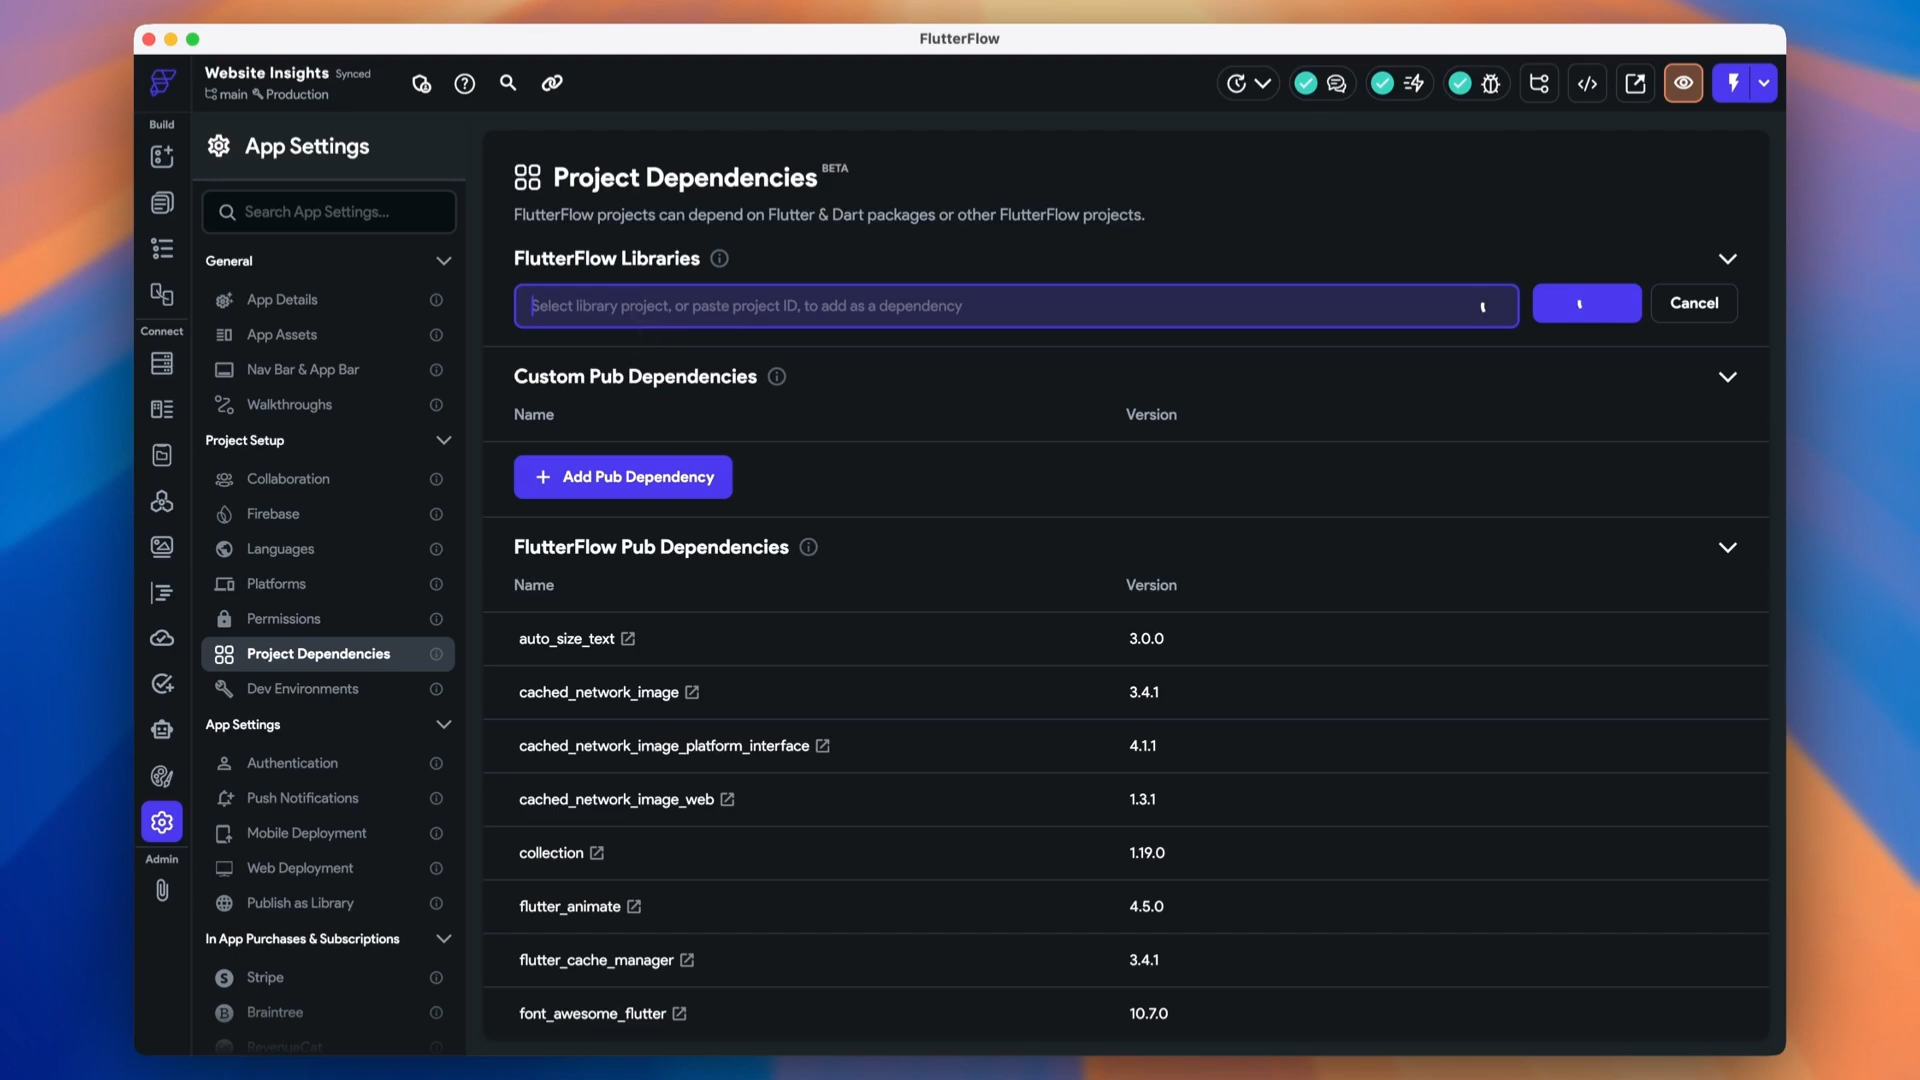 FlutterFlow
Website Insights Synced
main Production
Build
Connect
Admin
App Settings
Search App Settings...
General
App Details
App Assets
Nav Bar & App Bar
Walkthroughs
Project Setup
Collaboration
Firebase
Languages
Platforms
Permissions
Project Dependencies
Dev Environments
App Settings
Authentication
Push Notifications
Mobile Deployment
Web Deployment
Publish as Library
In App Purchases & Subscriptions
Stripe
Braintree
RevenueCat
Project Dependencies BETA
FlutterFlow projects can depend on Flutter & Dart packages or other FlutterFlow projects.
FlutterFlow Libraries
Select library project, or paste project ID, to add as a dependency
Cancel
Custom Pub Dependencies
Name Version
Add Pub Dependency
FlutterFlow Pub Dependencies
Name Version
auto_size_text 3.0.0
cached_network_image 3.4.1
cached_network_image_platform_interface 4.1.1
cached_network_image_web 1.3.1
collection 1.19.0
flutter_animate 4.5.0
flutter_cache_manager 3.4.1
font_awesome_flutter 10.7.0